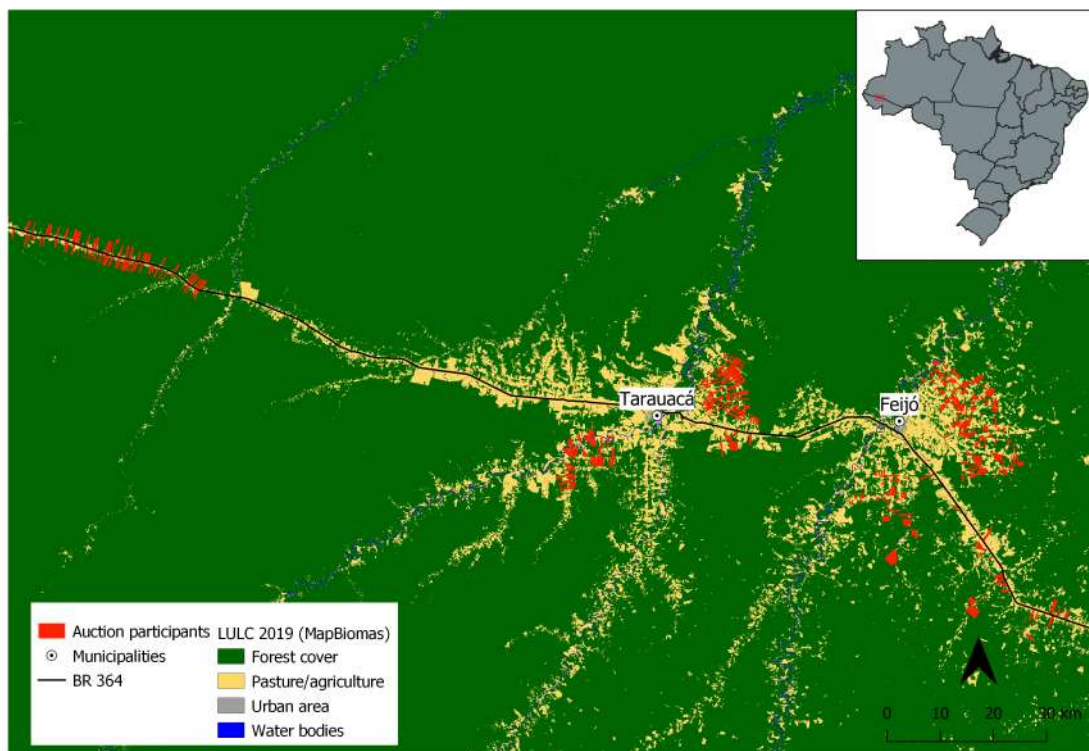 Tarauacá
Feijó
Auction participants
Municipalities
BR 364
LULC 2019 (MapBiomas)
Forest cover
Pasture/agriculture
Urban area
Water bodies
0 10 20 30 km